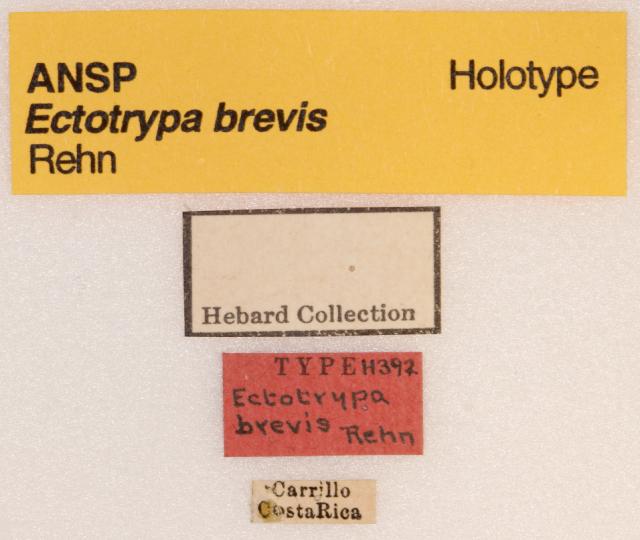 ANSP Holotype
Ectotrypa brevis
Rehn
Hebard Collection
TYPE H392
Ectotrypa
brevis Rehn
Carrillo
CostaRica